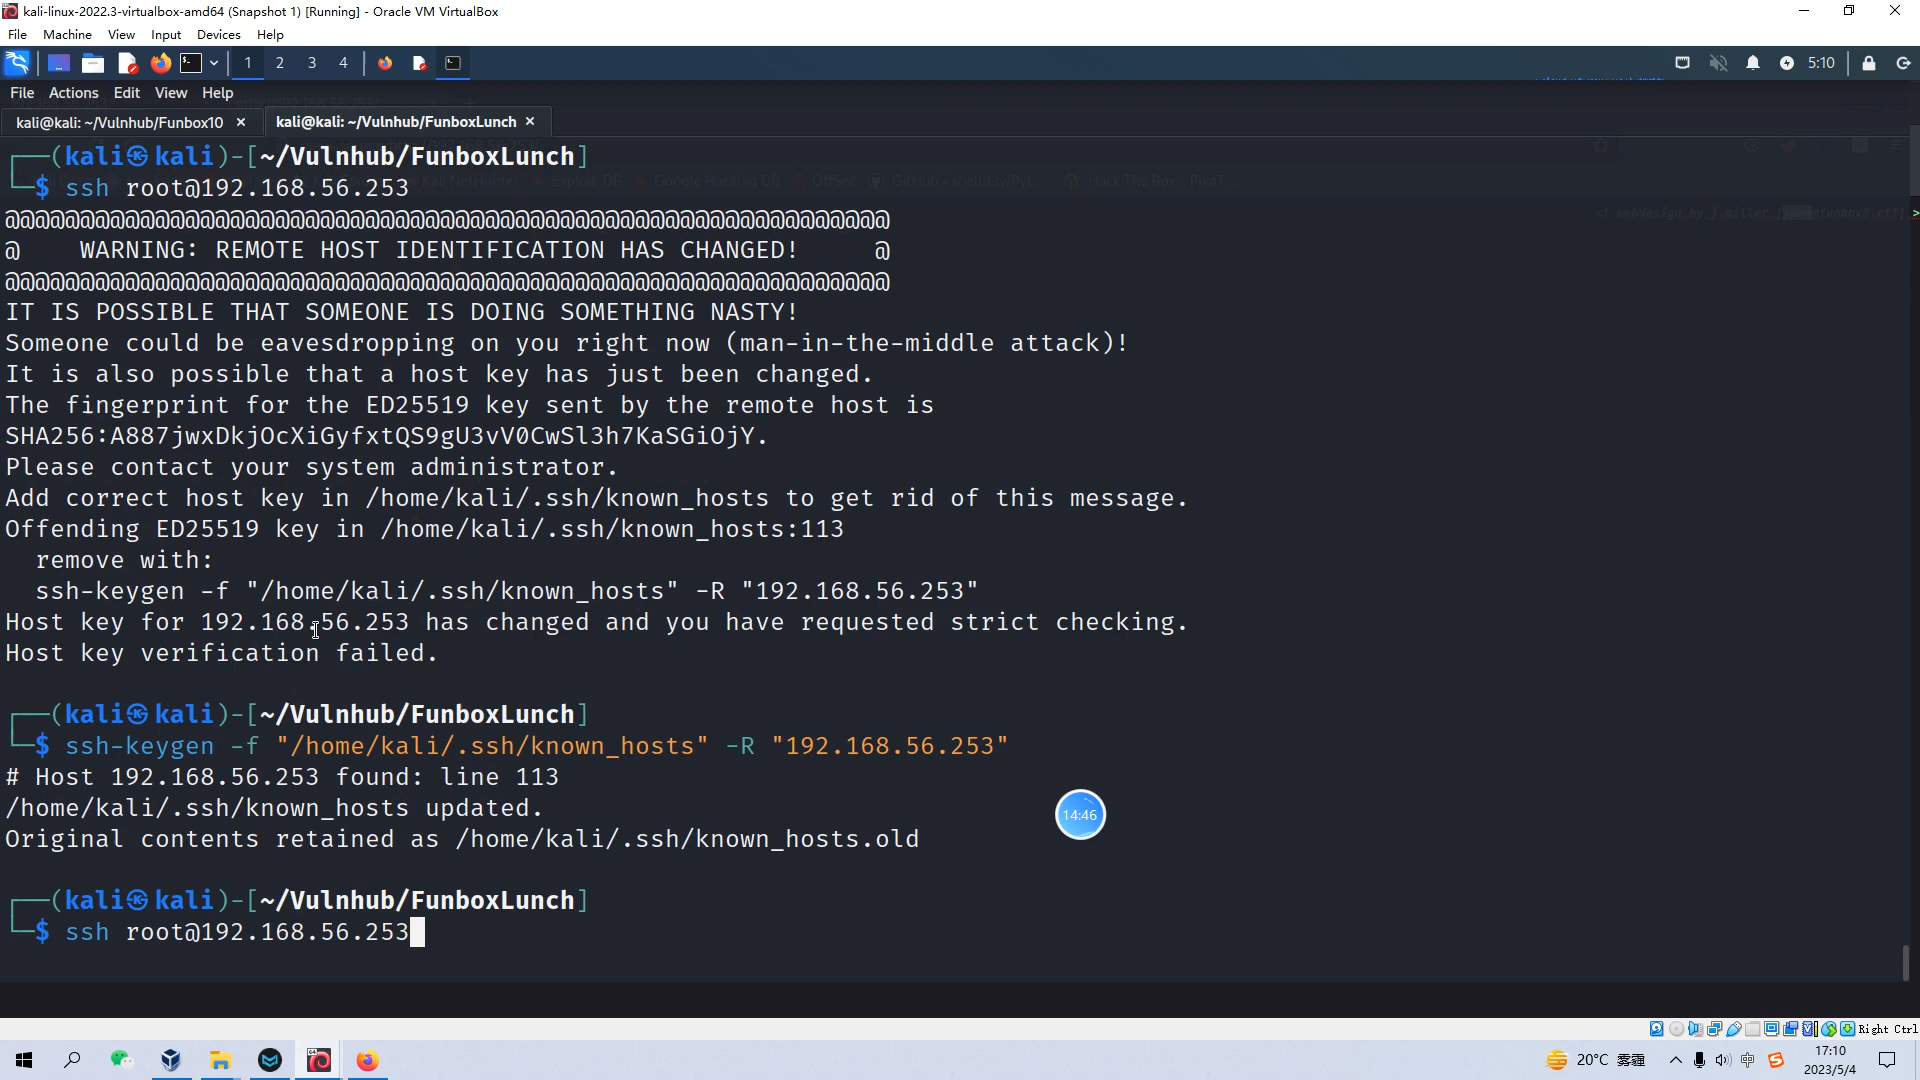 kali-linux-2022.3-virtualbox-amd64 (Snapshot 1) [Running] - Oracle VM VirtualBox
File Machine View Input Devices Help
1 2 3 4 5:10
File Actions Edit View Help
kali@kali: ~/Vulnhub/Funbox10 × kali@kali: ~/Vulnhub/FunboxLunch ×
┌──(kali㉿kali)-[~/Vulnhub/FunboxLunch]
└─$ ssh root@192.168.56.253
@@@@@@@@@@@@@@@@@@@@@@@@@@@@@@@@@@@@@@@@@@@@@@@@@@@@@@@@@@@
@    WARNING: REMOTE HOST IDENTIFICATION HAS CHANGED!     @
@@@@@@@@@@@@@@@@@@@@@@@@@@@@@@@@@@@@@@@@@@@@@@@@@@@@@@@@@@@
IT IS POSSIBLE THAT SOMEONE IS DOING SOMETHING NASTY!
Someone could be eavesdropping on you right now (man-in-the-middle attack)!
It is also possible that a host key has just been changed.
The fingerprint for the ED25519 key sent by the remote host is
SHA256:A887jwxDkjOcXiGyfxtQS9gU3vV0CwSl3h7KaSGiOjY.
Please contact your system administrator.
Add correct host key in /home/kali/.ssh/known_hosts to get rid of this message.
Offending ED25519 key in /home/kali/.ssh/known_hosts:113
  remove with:
  ssh-keygen -f "/home/kali/.ssh/known_hosts" -R "192.168.56.253"
Host key for 192.168.56.253 has changed and you have requested strict checking.
Host key verification failed.
┌──(kali㉿kali)-[~/Vulnhub/FunboxLunch]
└─$ ssh-keygen -f "/home/kali/.ssh/known_hosts" -R "192.168.56.253"
# Host 192.168.56.253 found: line 113
/home/kali/.ssh/known_hosts updated.
Original contents retained as /home/kali/.ssh/known_hosts.old
14:46
┌──(kali㉿kali)-[~/Vulnhub/FunboxLunch]
└─$ ssh root@192.168.56.253
Right Ctrl
20°C 雾霾 中 17:10
2023/5/4